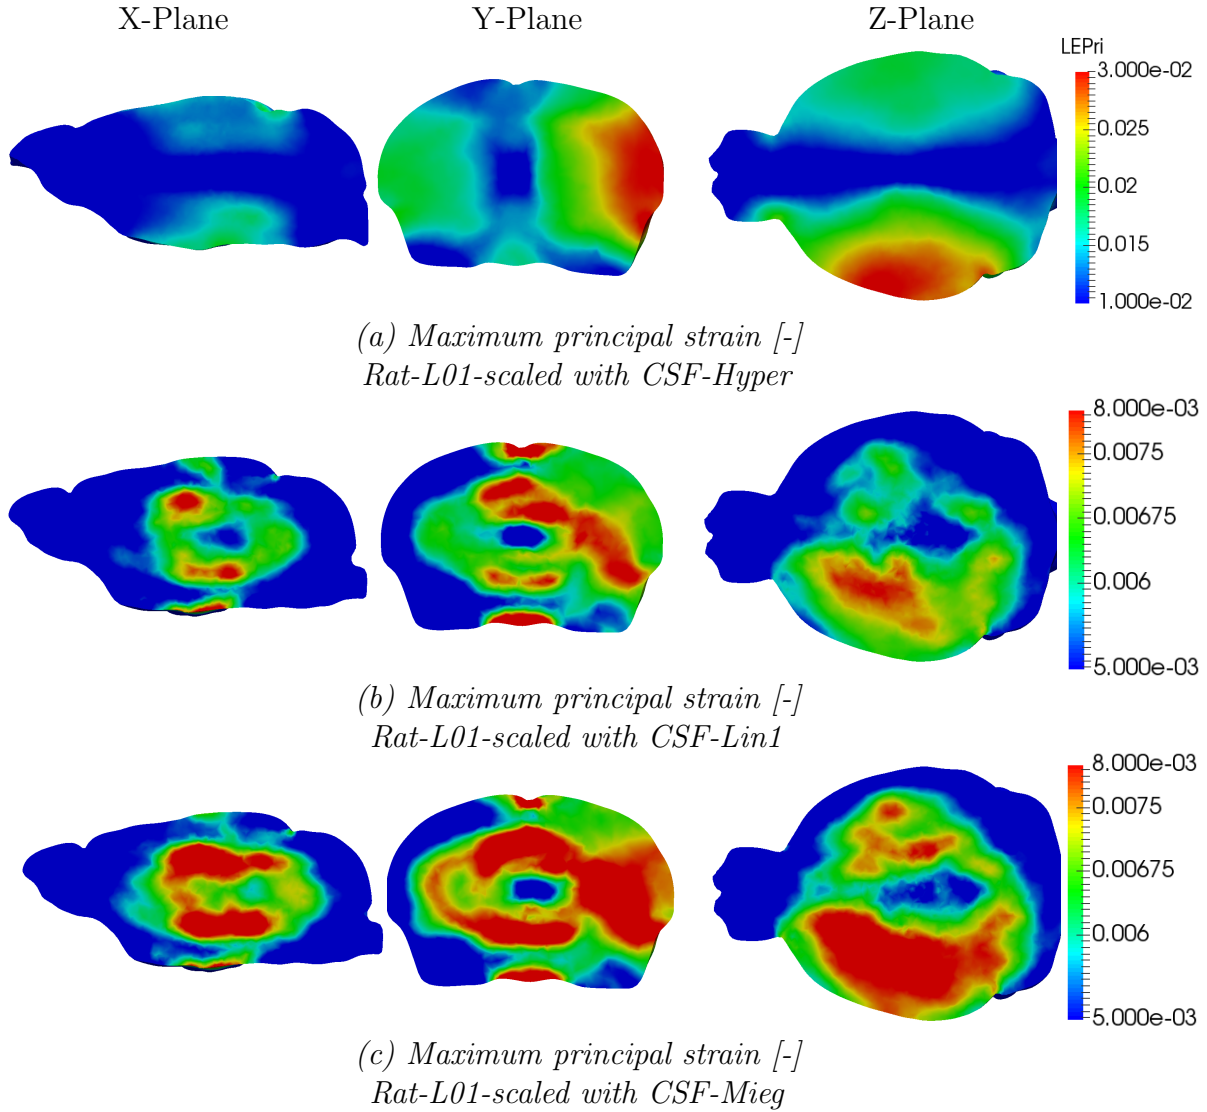 X-Plane Y-Plane Z-Plane
LEPri
3.000e-02
0.025
0.02
0.015
1.000e-02
(a) Maximum principal strain [-]
Rat-L01-scaled with CSF-Hyper
8.000e-03
0.0075
0.00675
0.006
5.000e-03
(b) Maximum principal strain [-]
Rat-L01-scaled with CSF-Lin1
8.000e-03
0.0075
0.00675
0.006
5.000e-03
(c) Maximum principal strain [-]
Rat-L01-scaled with CSF-Mieg